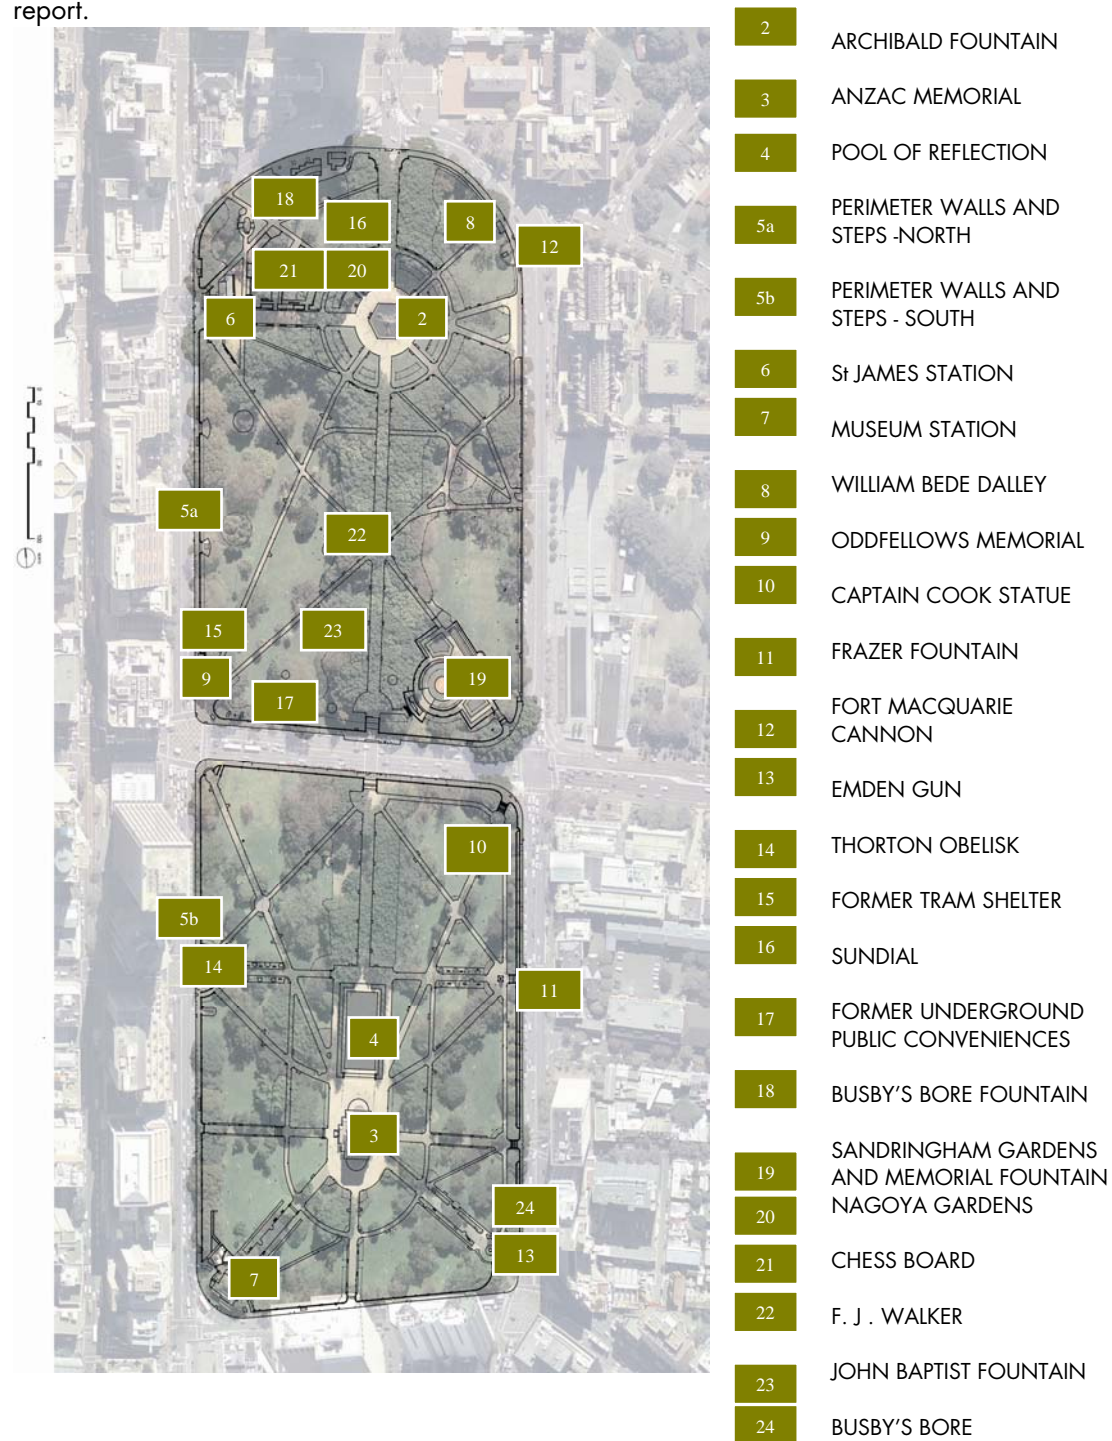 report.
18
16
8
12
21
20
6
2
5a
22
15
23
9
19
17
10
5b
14
11
4
3
24
13
7
2 ARCHIBALD FOUNTAIN
3 ANZAC MEMORIAL
4 POOL OF REFLECTION
5a PERIMETER WALLS AND
STEPS -NORTH
5b PERIMETER WALLS AND
STEPS - SOUTH
6 St JAMES STATION
7 MUSEUM STATION
8 WILLIAM BEDE DALLEY
9 ODDFELLOWS MEMORIAL
10 CAPTAIN COOK STATUE
11 FRAZER FOUNTAIN
12 FORT MACQUARIE
CANNON
13 EMDEN GUN
14 THORTON OBELISK
15 FORMER TRAM SHELTER
16 SUNDIAL
17 FORMER UNDERGROUND
PUBLIC CONVENIENCES
18 BUSBY'S BORE FOUNTAIN
19 SANDRINGHAM GARDENS
AND MEMORIAL FOUNTAIN
20 NAGOYA GARDENS
21 CHESS BOARD
22 F. J . WALKER
23 JOHN BAPTIST FOUNTAIN
24 BUSBY'S BORE